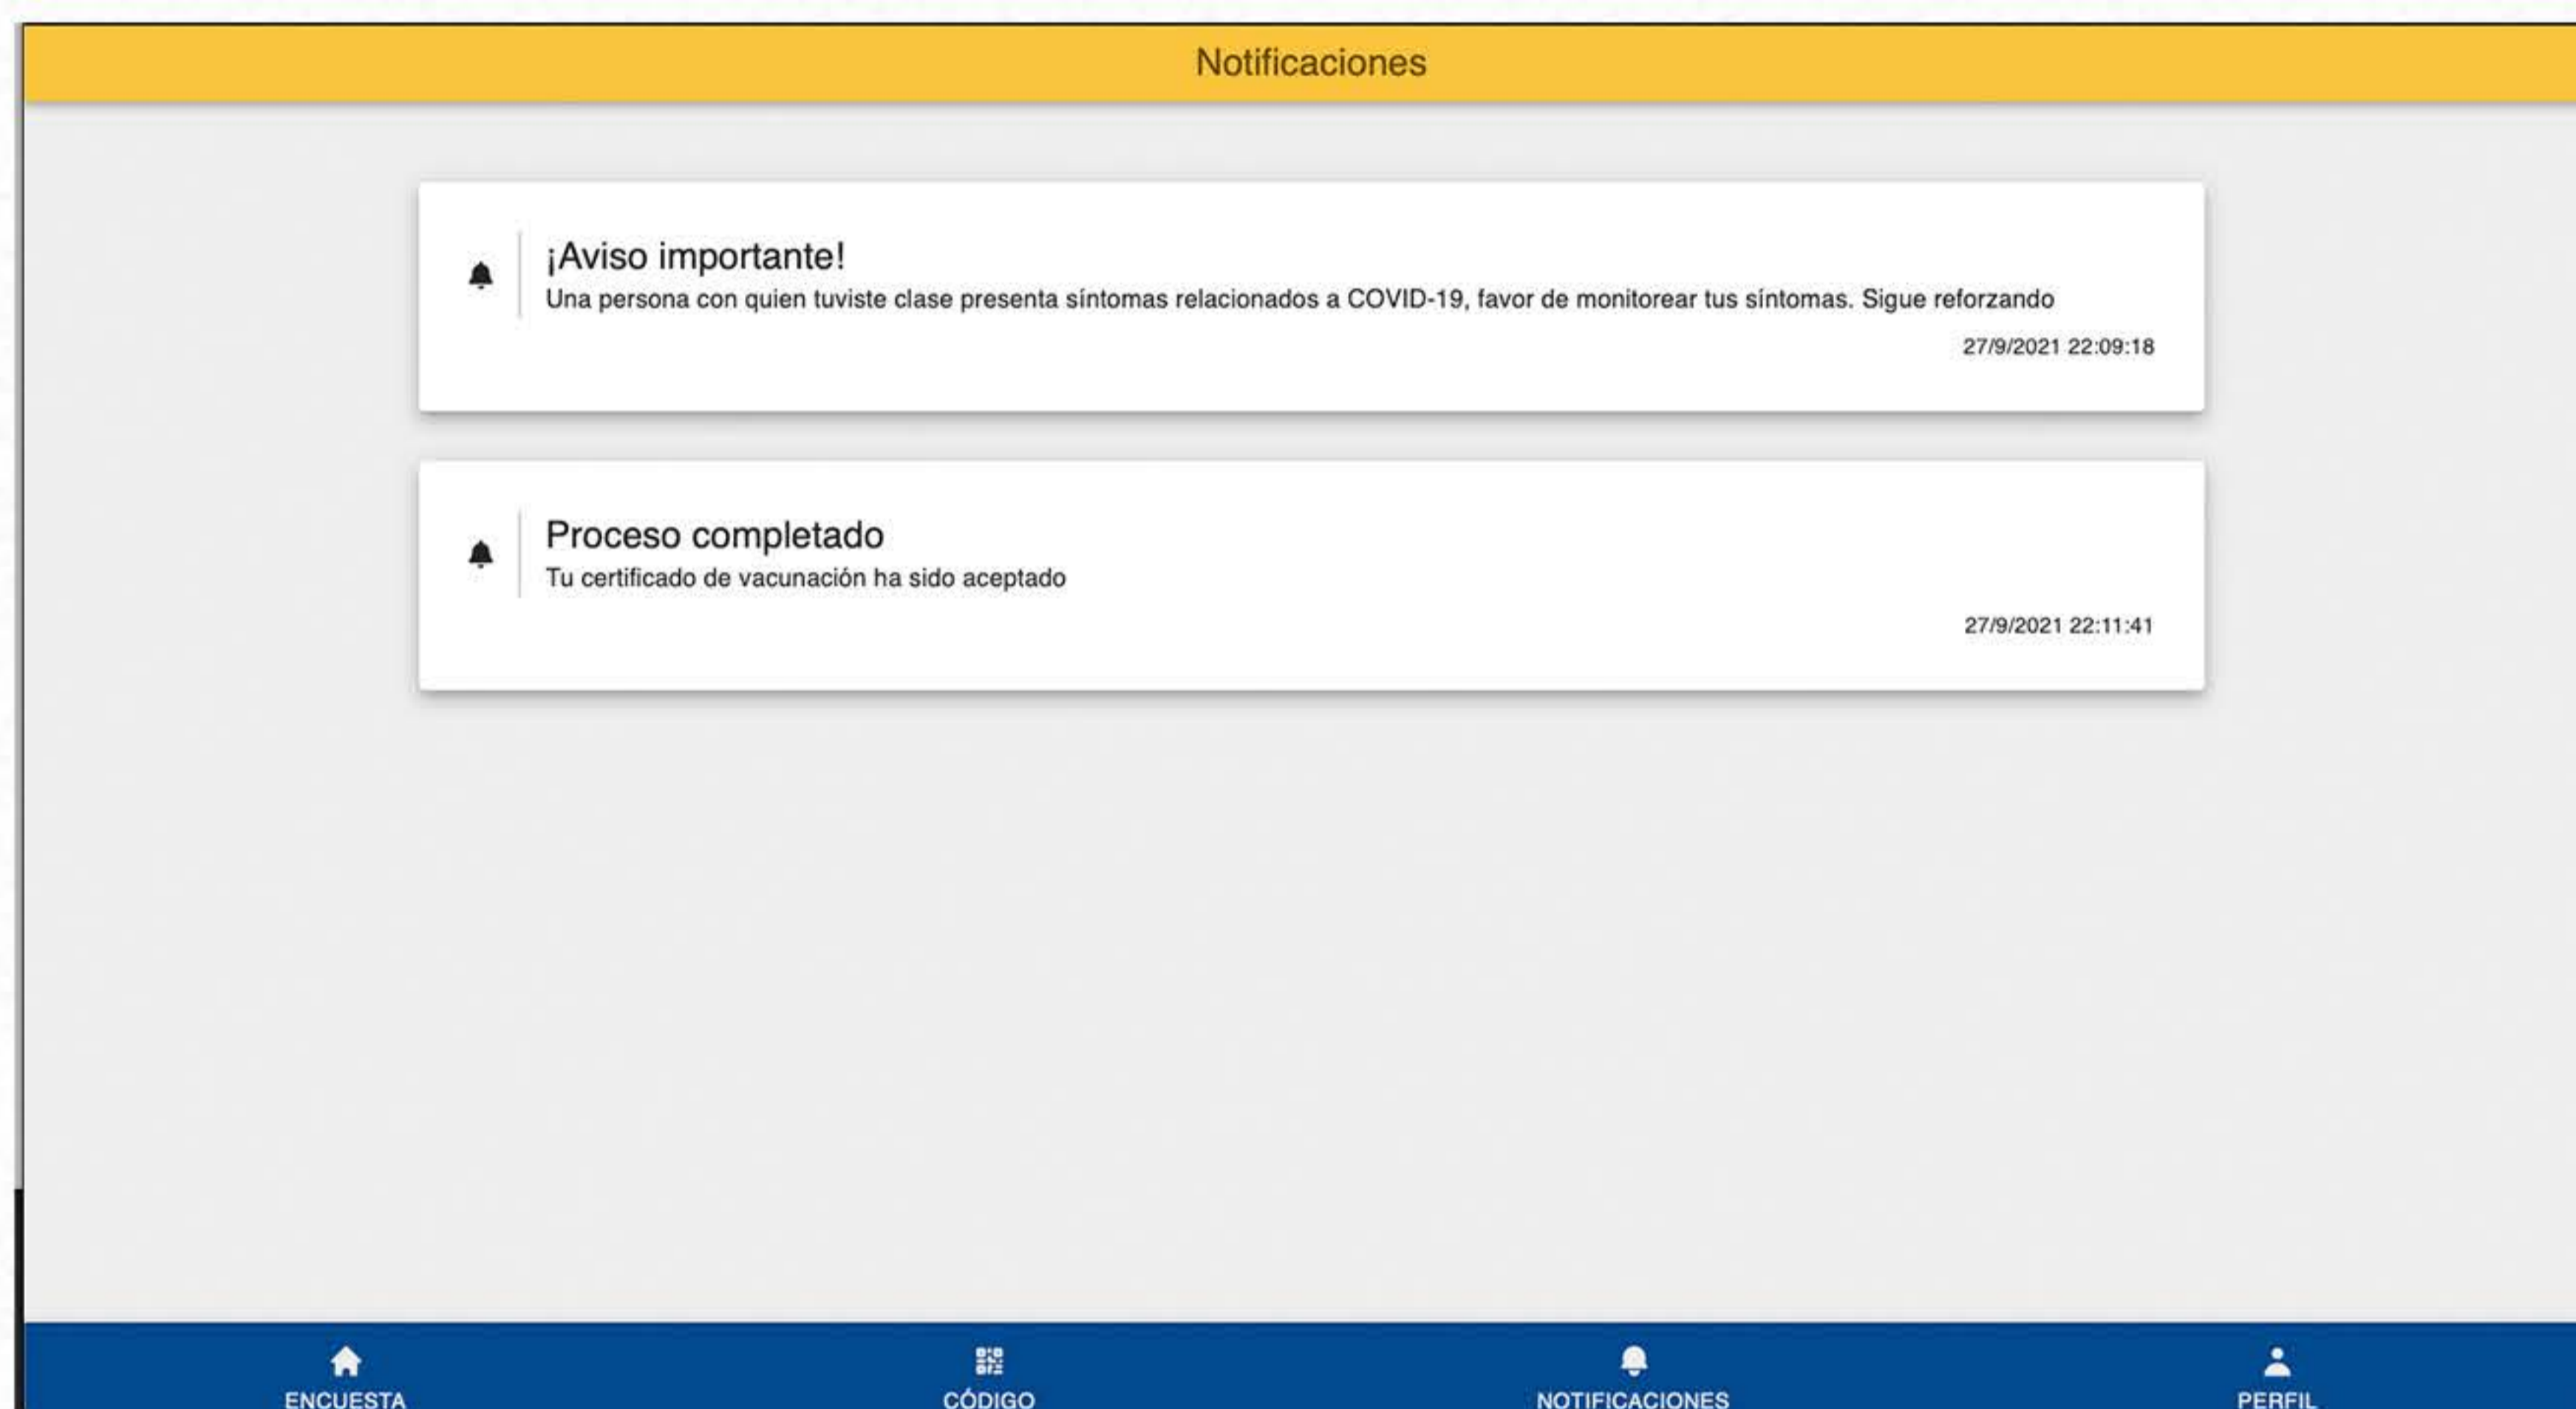 Notificaciones
¡Aviso importante!
Una persona con quien tuviste clase presenta síntomas relacionados a COVID-19, favor de monitorear tus síntomas. Sigue reforzando
27/9/2021 22:09:18
Proceso completado
Tu certificado de vacunación ha sido aceptado
27/9/2021 22:11:41
ENCUESTA
CÓDIGO
NOTIFICACIONES
PERFIL